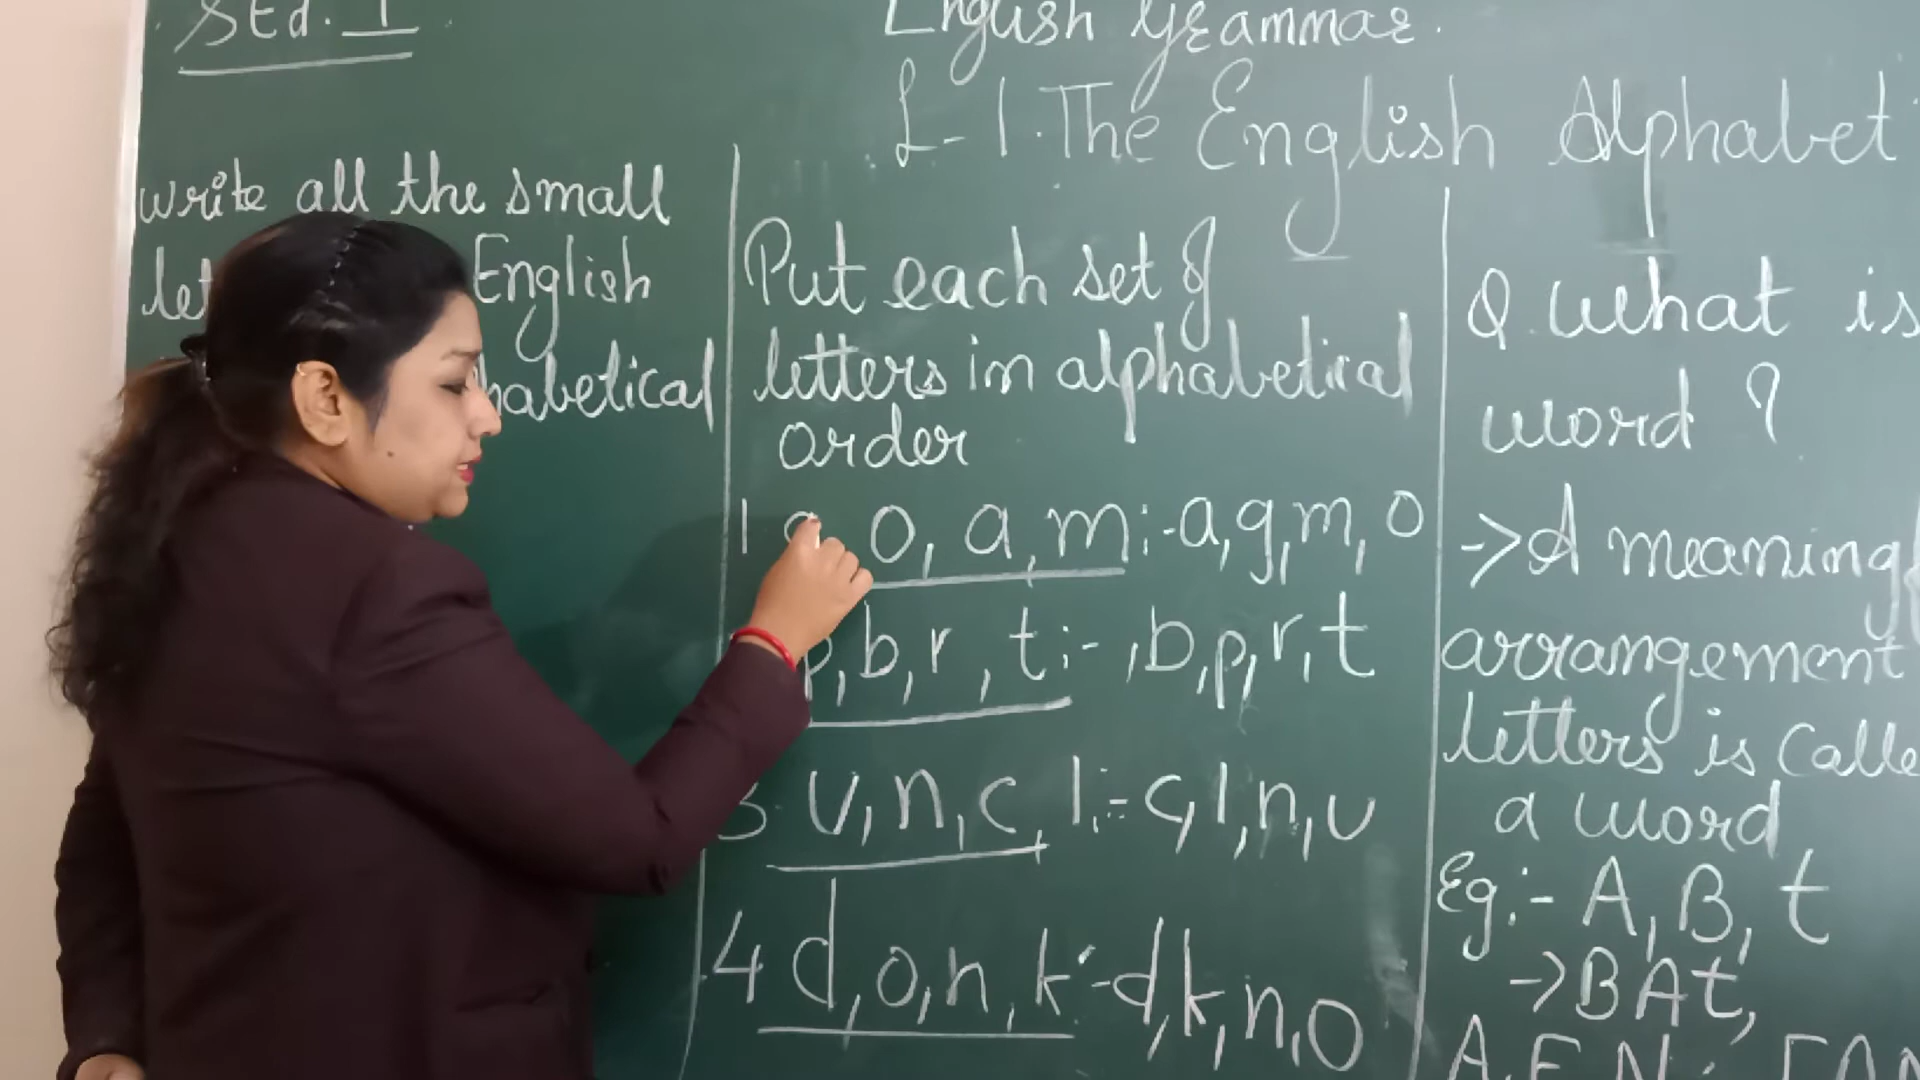 Std. I
English Grammar.
L-1. The English Alphabet
write all the small
English
habetical
Put each set of
letters in alphabetical
order
1 o, a, m :- a, g, m, o
p, b, r, t :- , b, p, r, t
3. u, n, c, l :- c, l, n, u
4 d, o, n, k :- d, k, n, o
Q. What is
word ?
-> A meaning
arrangement
letters is calle
a word
Eg :- A, B, t
-> BAt,
A, F, N